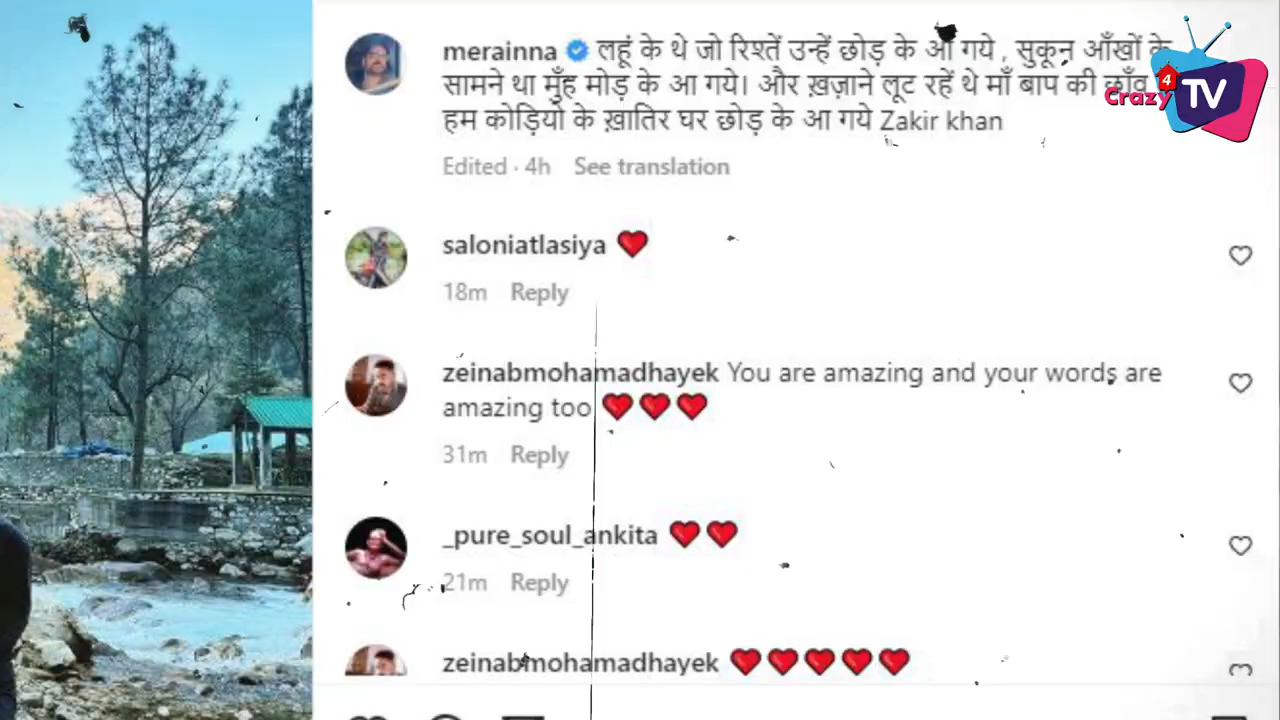 merainna लहूं के थे जो रिश्तें उन्हें छोड़ के आ गये , सुकून आँखों के
सामने था मुँह मोड़ के आ गये। और ख़ज़ाने लूट रहें थे माँ बाप की छाँव
हम कोड़ियो के ख़ातिर घर छोड़ के आ गये Zakir khan
Edited · 4h See translation
Crazy 4 TV
saloniatlasiya ❤️
18m Reply
zeinabmohamadhayek You are amazing and your words are
amazing too ❤️❤️❤️
31m Reply
_pure_soul_ankita ❤️❤️
21m Reply
zeinabmohamadhayek ❤️❤️❤️❤️❤️